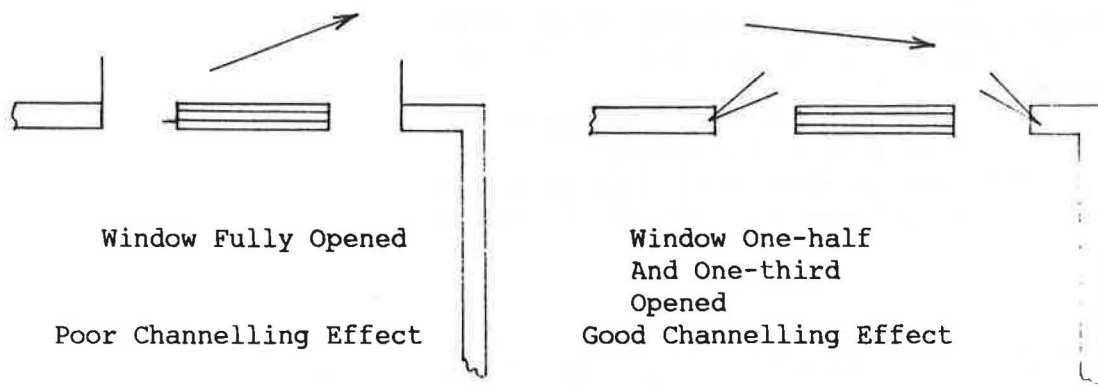 Window Fully Opened
Poor Channelling Effect
Window One-half
And One-third
Opened
Good Channelling Effect